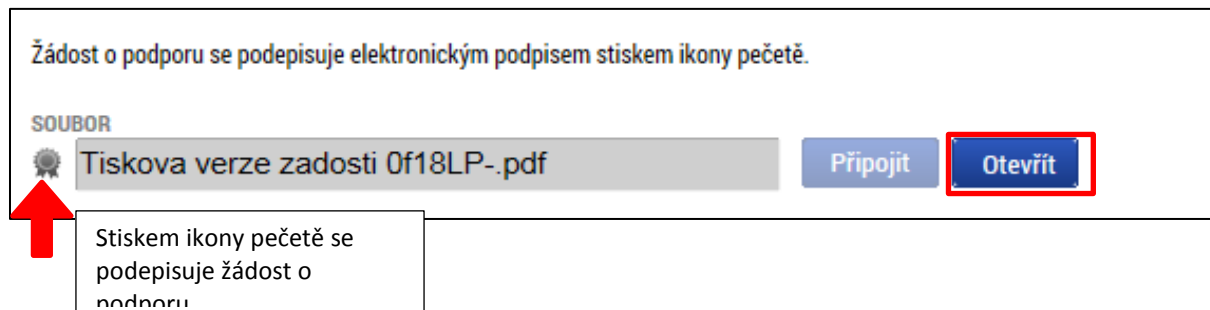 Žádost o podporu se podepisuje elektronickým podpisem stiskem ikony pečetě.
SOUBOR
Tiskova verze zadosti 0f18LP-.pdf Připojit Otevřít
Stiskem ikony pečetě se
podepisuje žádost o
podporu